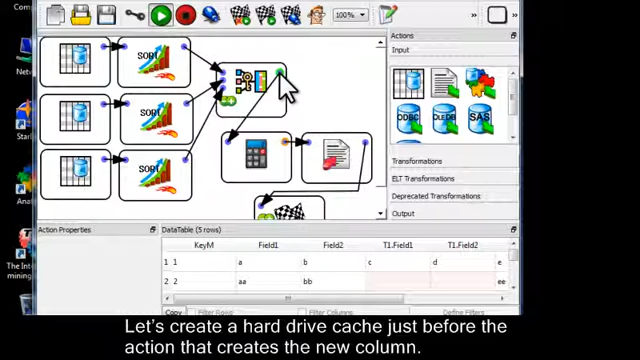 100%
Actions
Input
ODBC
OLEDB
SAS
SORT
SORT
SORT
Transformations
ELT Transformations
Deprecated Transformations
Output
Action Properties
DataTable (5 rows)
KeyM Field1 Field2 T1.Field1 T1.Field2
1 1 a b c d e
2 2 aa bb ee
Copy Filter Rows Filter Columns Define Filters
Let's create a hard drive cache just before the
action that creates the new column.